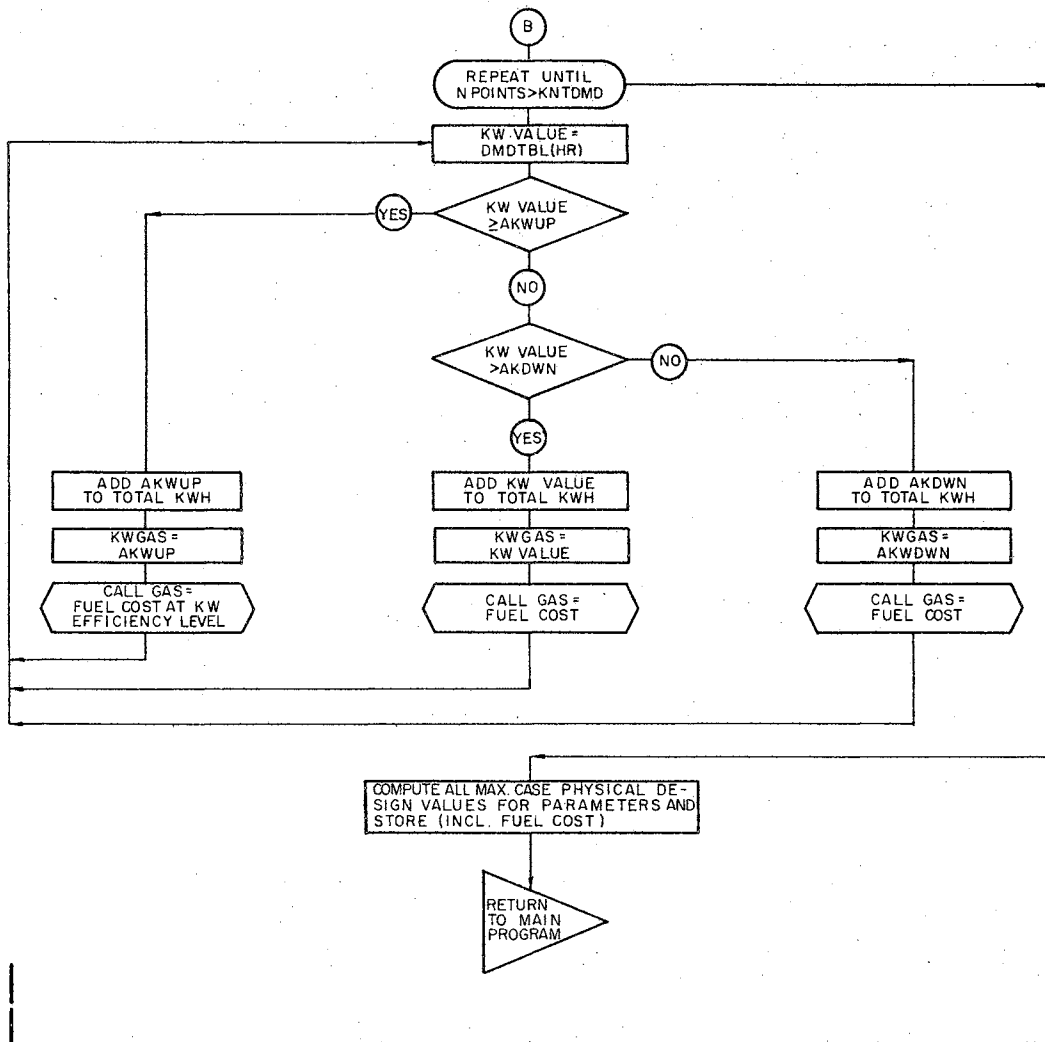 B
REPEAT UNTIL
N POINTS>KNTDMD
KW VALUE=
DMDTBL(HR)
YES
KW VALUE
≥AKWUP
NO
KW VALUE
>AKDWN
NO
YES
ADD AKWUP
TO TOTAL KWH
ADD KW VALUE
TO TOTAL KWH
ADD AKDWN
TO TOTAL KWH
KWGAS=
AKWUP
KWGAS=
KW VALUE
KWGAS=
AKWDWN
CALL GAS=
FUEL COST AT KW
EFFICIENCY LEVEL
CALL GAS=
FUEL COST
CALL GAS=
FUEL COST
COMPUTE ALL MAX. CASE PHYSICAL DE-
SIGN VALUES FOR PARAMETERS AND
STORE (INCL. FUEL COST)
RETURN
TO MAIN
PROGRAM